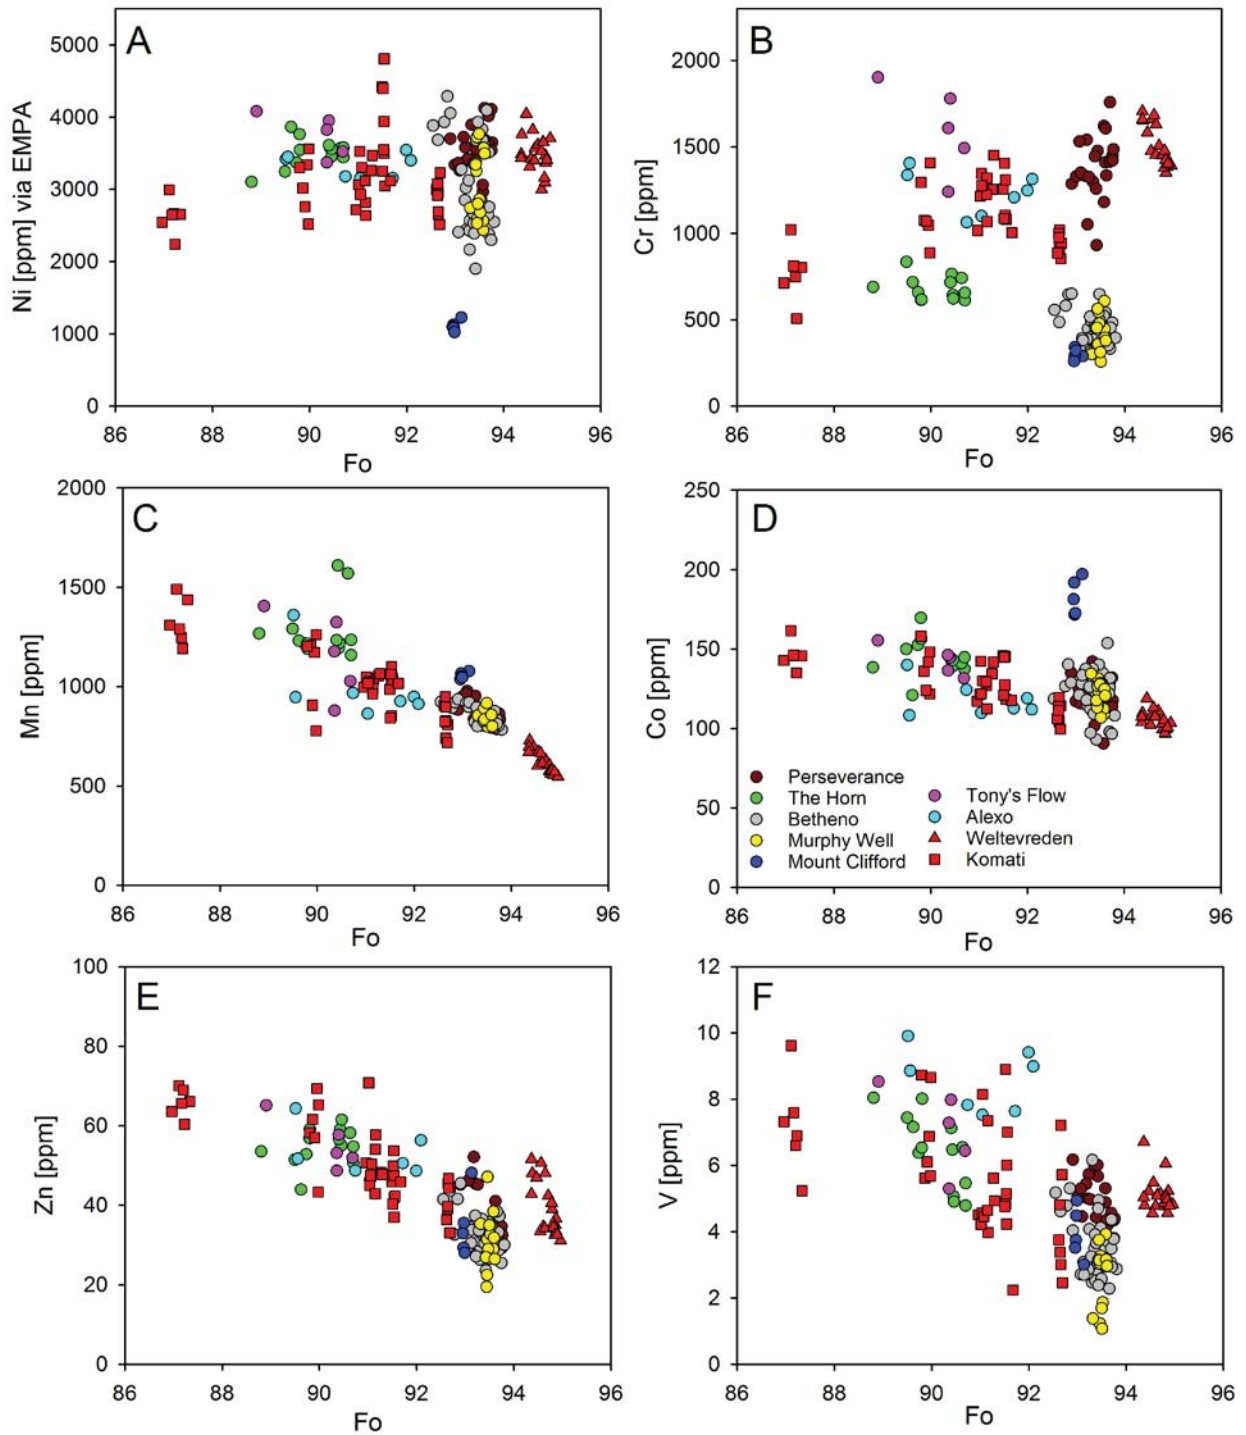 A
Ni [ppm] via EMPA
5000
4000
3000
2000
1000
0
86 88 90 92 94 96
Fo
B
Cr [ppm]
2000
1500
1000
500
0
86 88 90 92 94 96
Fo
C
Mn [ppm]
2000
1500
1000
500
0
86 88 90 92 94 96
Fo
D
Co [ppm]
250
200
150
100
50
0
Perseverance
The Horn
Betheno
Murphy Well
Mount Clifford
Tony's Flow
Alexo
Weltevreden
Komati
86 88 90 92 94 96
Fo
E
Zn [ppm]
100
80
60
40
20
0
86 88 90 92 94 96
Fo
F
V [ppm]
12
10
8
6
4
2
0
86 88 90 92 94 96
Fo